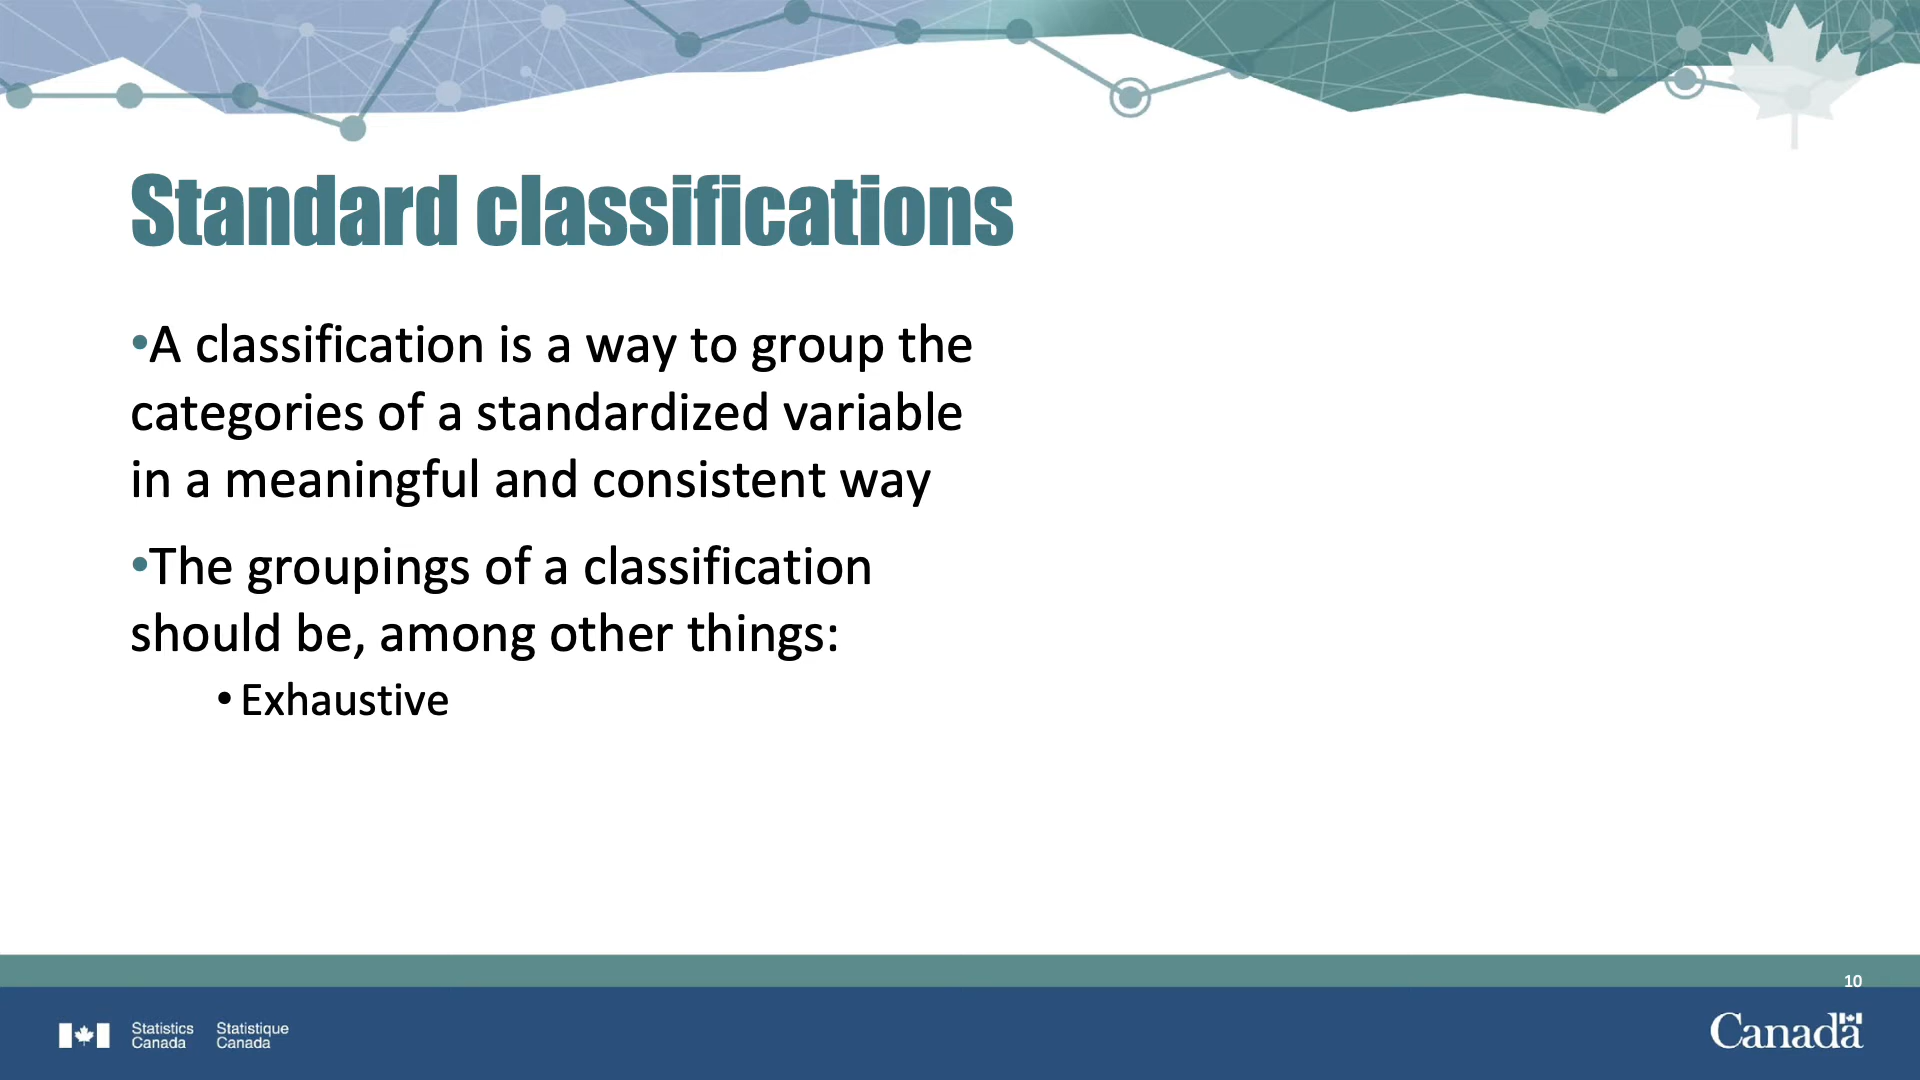 Standard classifications
•A classification is a way to group the
categories of a standardized variable
in a meaningful and consistent way
•The groupings of a classification
should be, among other things:
• Exhaustive
10
Statistics Statistique
Canada Canada
Canada